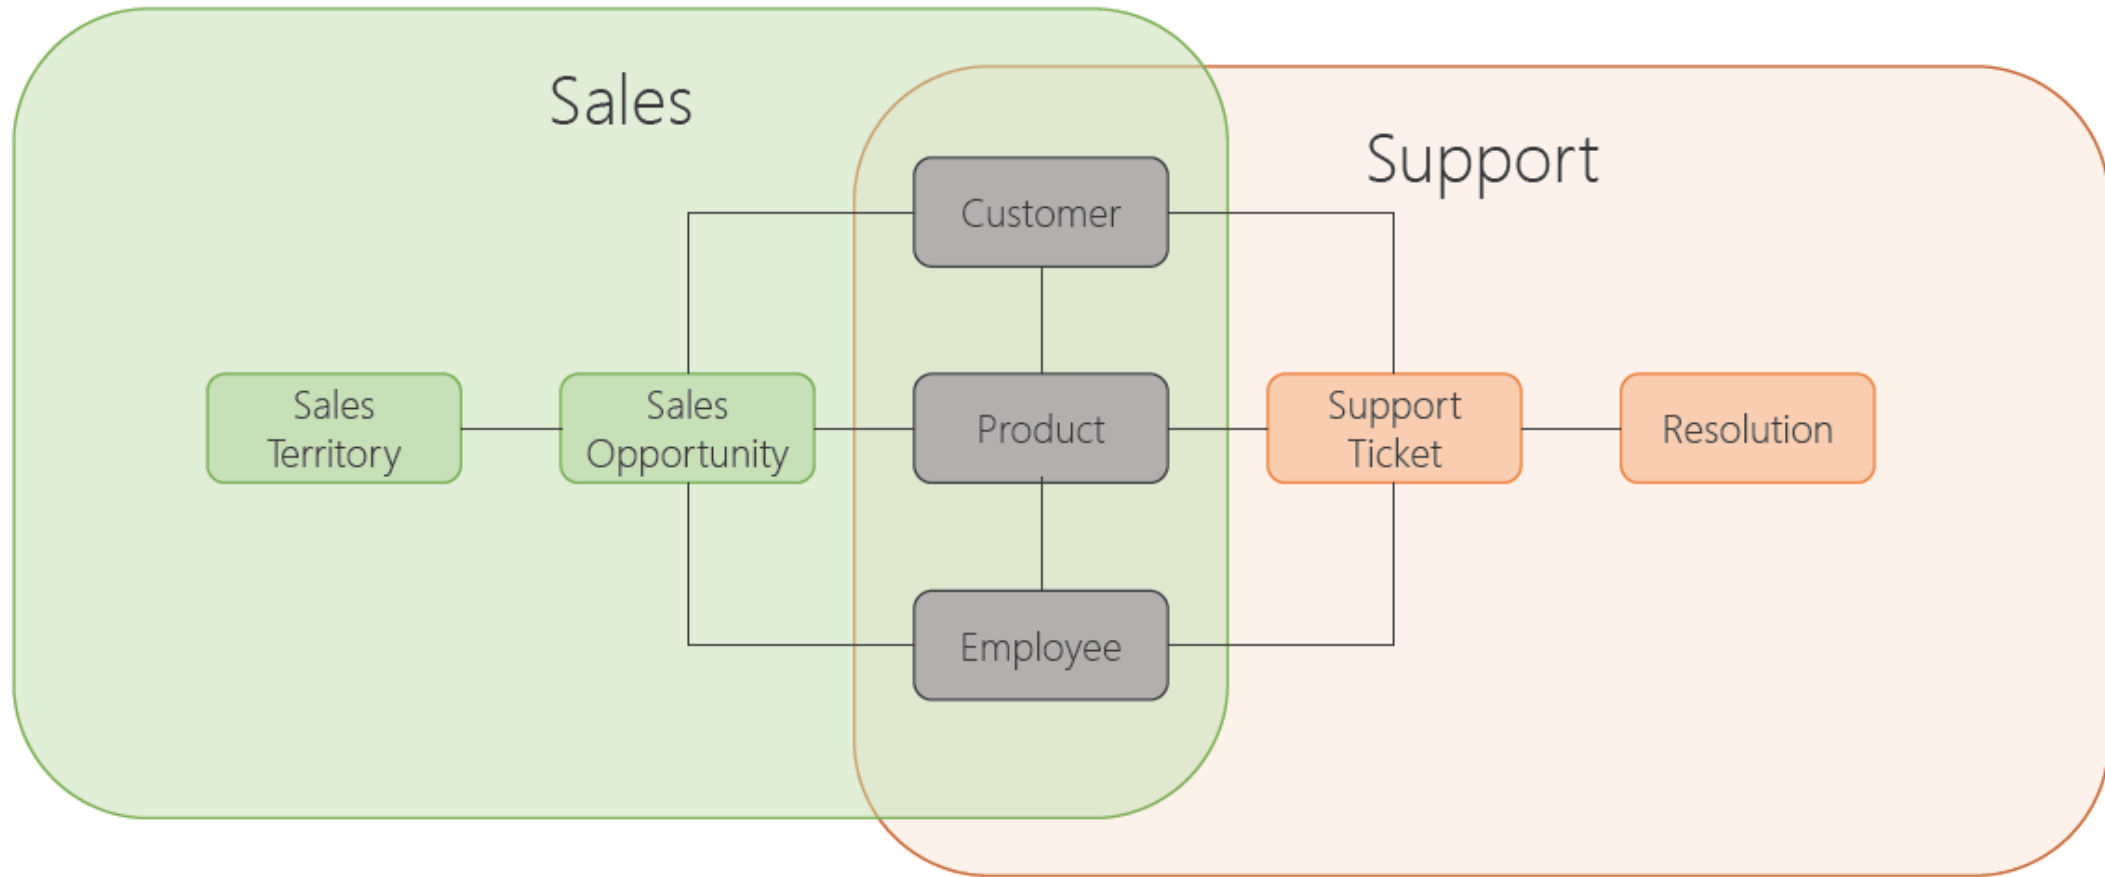 Sales
Support
Customer
Sales
Territory
Sales
Opportunity
Product
Support
Ticket
Resolution
Employee